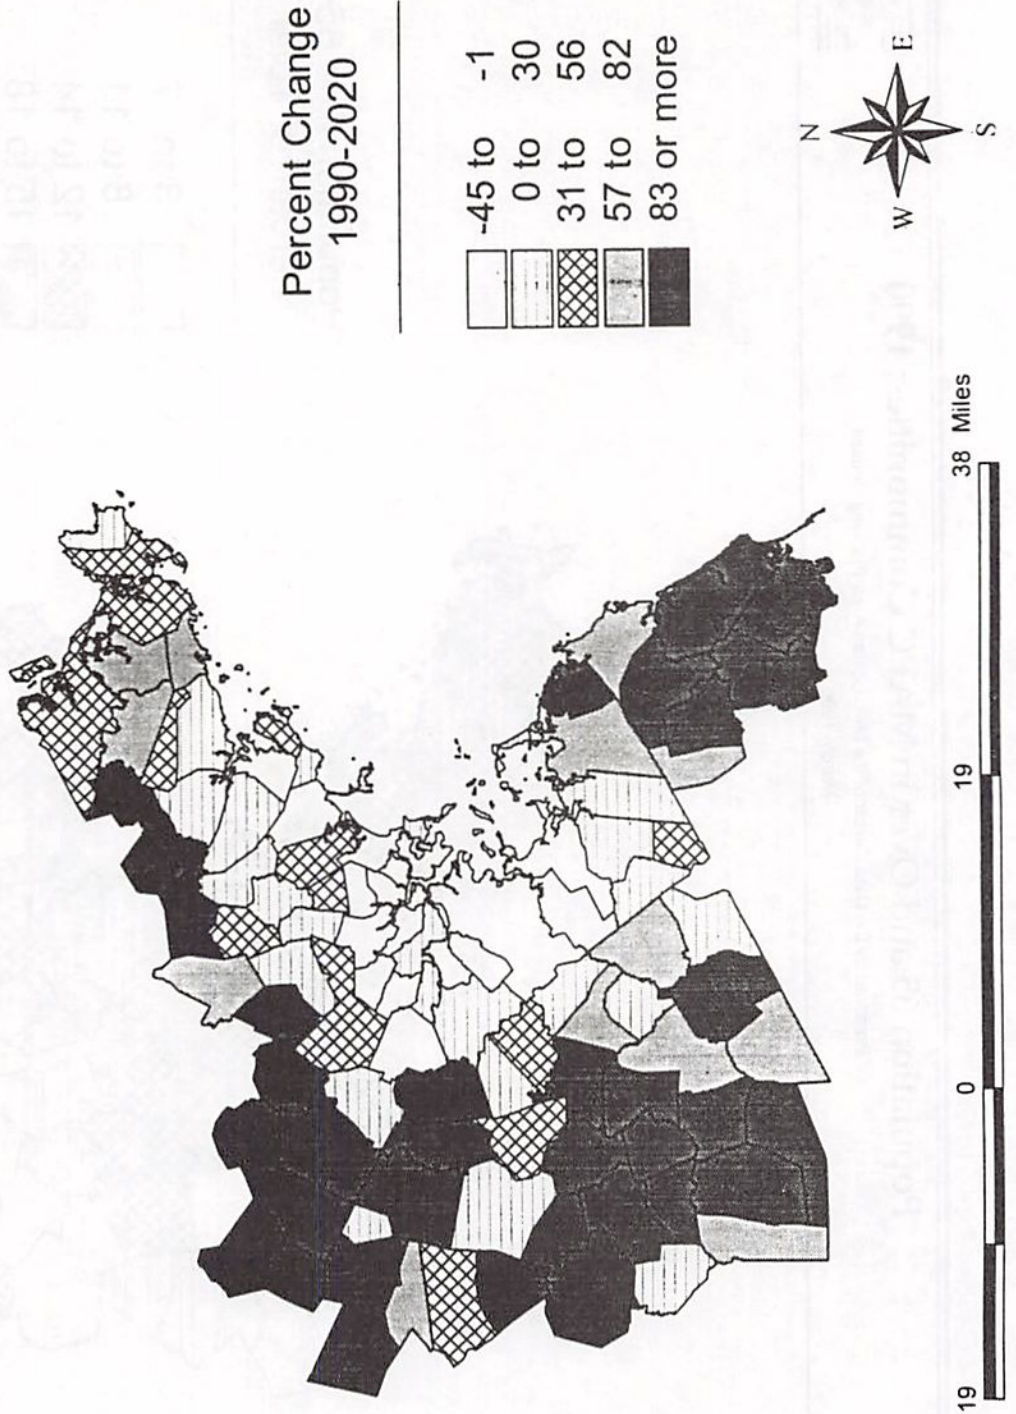 Percent Change
1990-2020
-45 to -1
0 to 30
31 to 56
57 to 82
83 or more
N
W
E
S
19
0
19
38 Miles